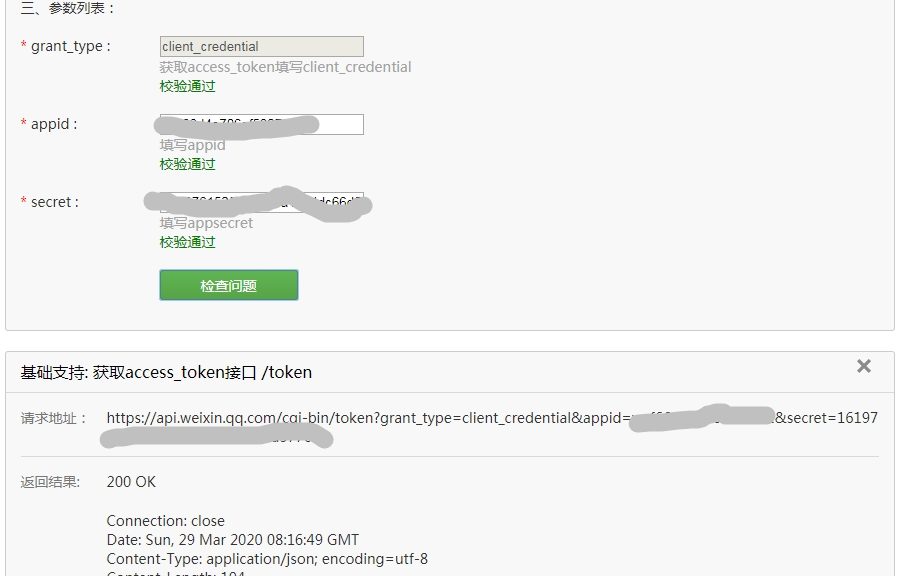 三、参数列表：
* grant_type :
client_credential
获取access_token填写client_credential
校验通过
* appid :
填写appid
校验通过
* secret :
填写appsecret
校验通过
检查问题
基础支持: 获取access_token接口 /token
请求地址：
https://api.weixin.qq.com/cgi-bin/token?grant_type=client_credential&appid= &secret=16197
返回结果:
200 OK
Connection: close
Date: Sun, 29 Mar 2020 08:16:49 GMT
Content-Type: application/json; encoding=utf-8